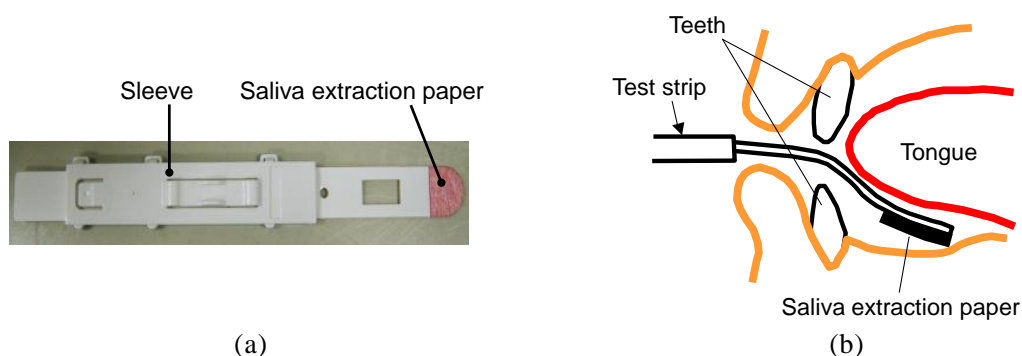 Sleeve
Saliva extraction paper
(a)
Teeth
Test strip
Tongue
Saliva extraction paper
(b)